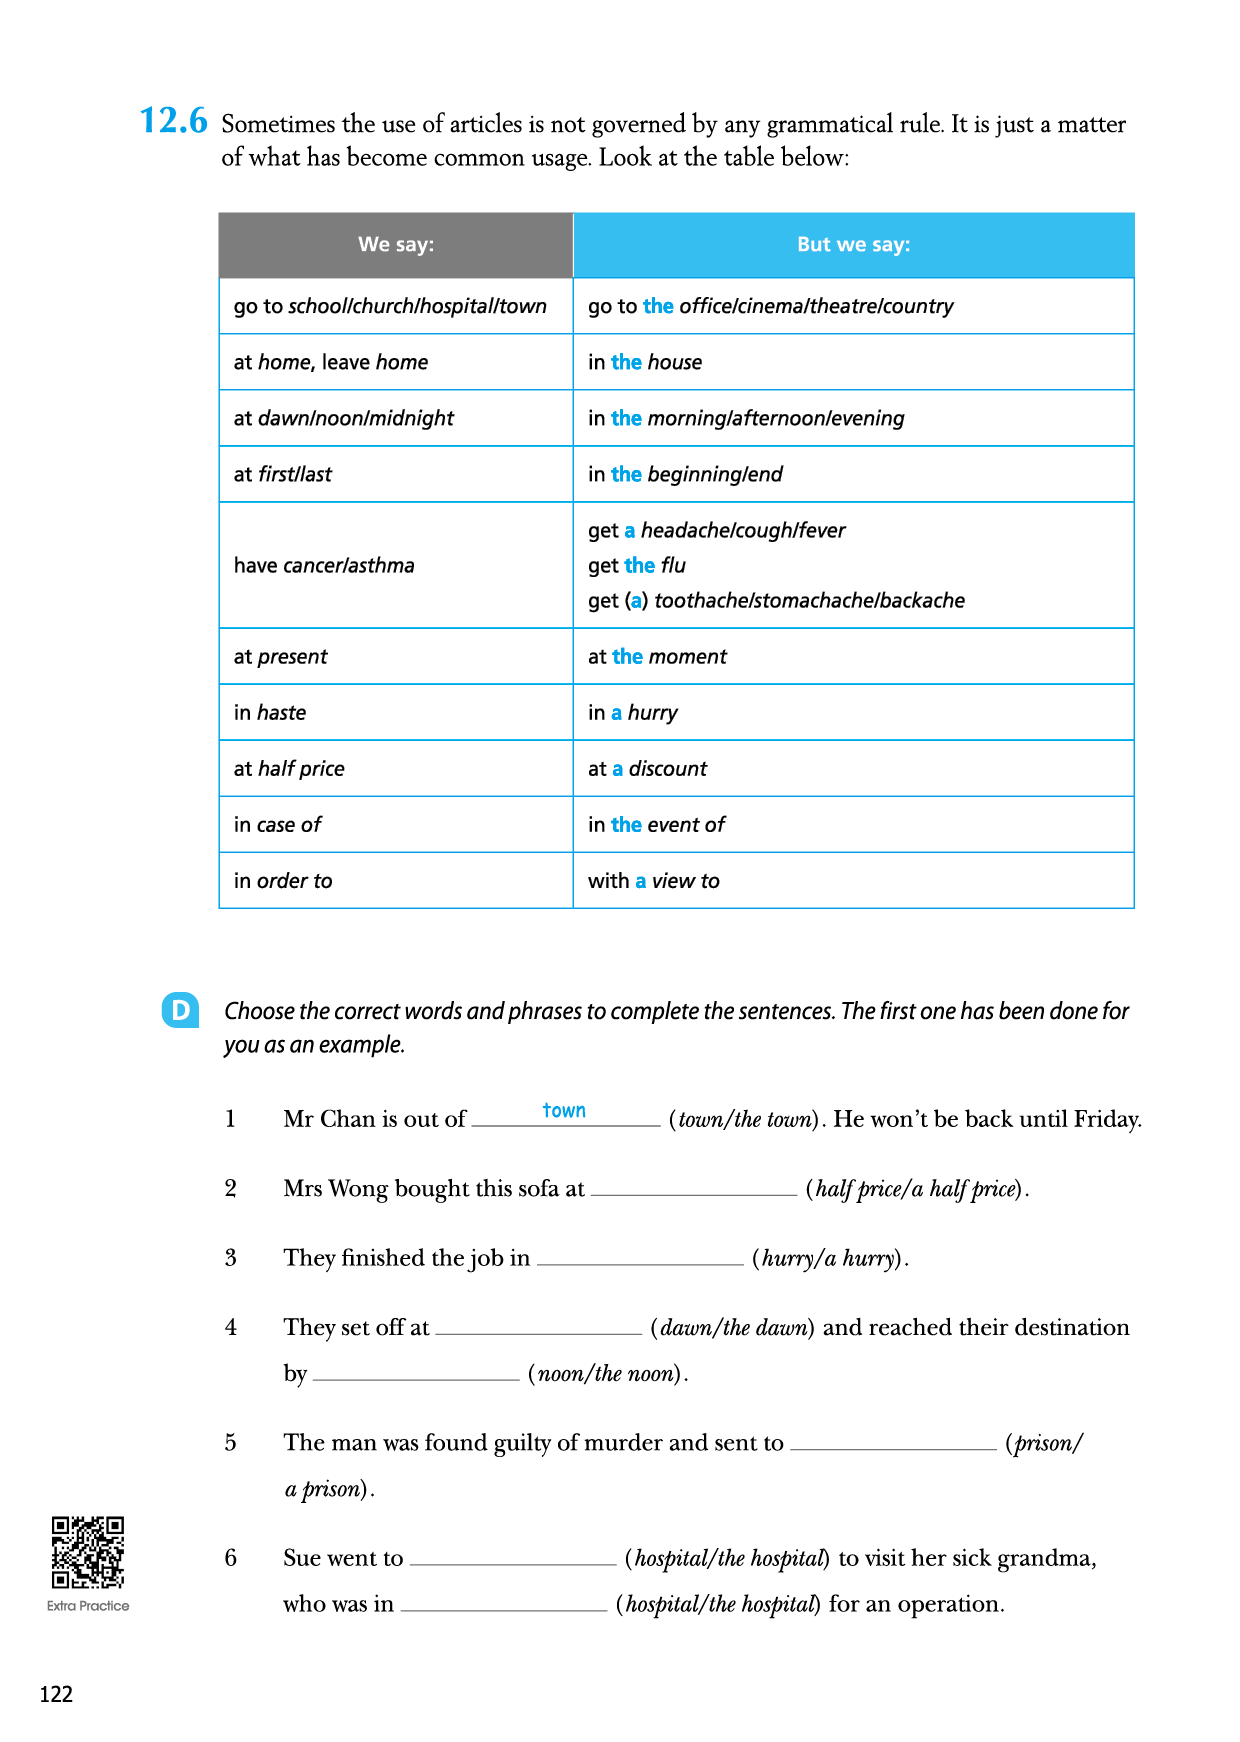 12.6 Sometimes the use of articles is not governed by any grammatical rule. It is just a matter
of what has become common usage. Look at the table below:
We say: But we say:
go to school/church/hospital/town go to the office/cinema/theatre/country
at home, leave home in the house
at dawn/noon/midnight in the morning/afternoon/evening
at first/last in the beginning/end
have cancer/asthma
get a headache/cough/fever
get the flu
get (a) toothache/stomachache/backache
at present at the moment
in haste in a hurry
at half price at a discount
in case of in the event of
in order to with a view to
D Choose the correct words and phrases to complete the sentences. The first one has been done for
you as an example.
1 Mr Chan is out of town (town/the town). He won't be back until Friday.
2 Mrs Wong bought this sofa at ____________ (half price/a half price).
3 They finished the job in ____________ (hurry/a hurry).
4 They set off at ____________ (dawn/the dawn) and reached their destination
by ____________ (noon/the noon).
5 The man was found guilty of murder and sent to ____________ (prison/
a prison).
6 Sue went to ____________ (hospital/the hospital) to visit her sick grandma,
who was in ____________ (hospital/the hospital) for an operation.
Extra Practice
122